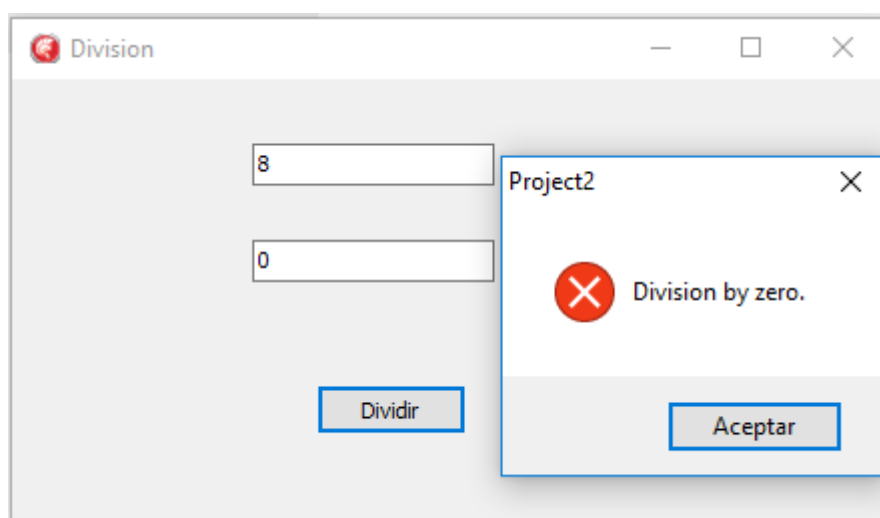 Division
8
Project2
0
Division by zero.
Dividir
Aceptar